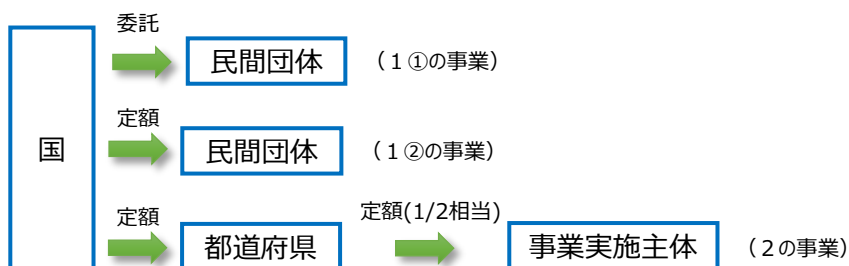 委託
民間団体 （１①の事業）
定額
国
民間団体 （１②の事業）
定額 定額(1/2相当)
都道府県 事業実施主体 （２の事業）